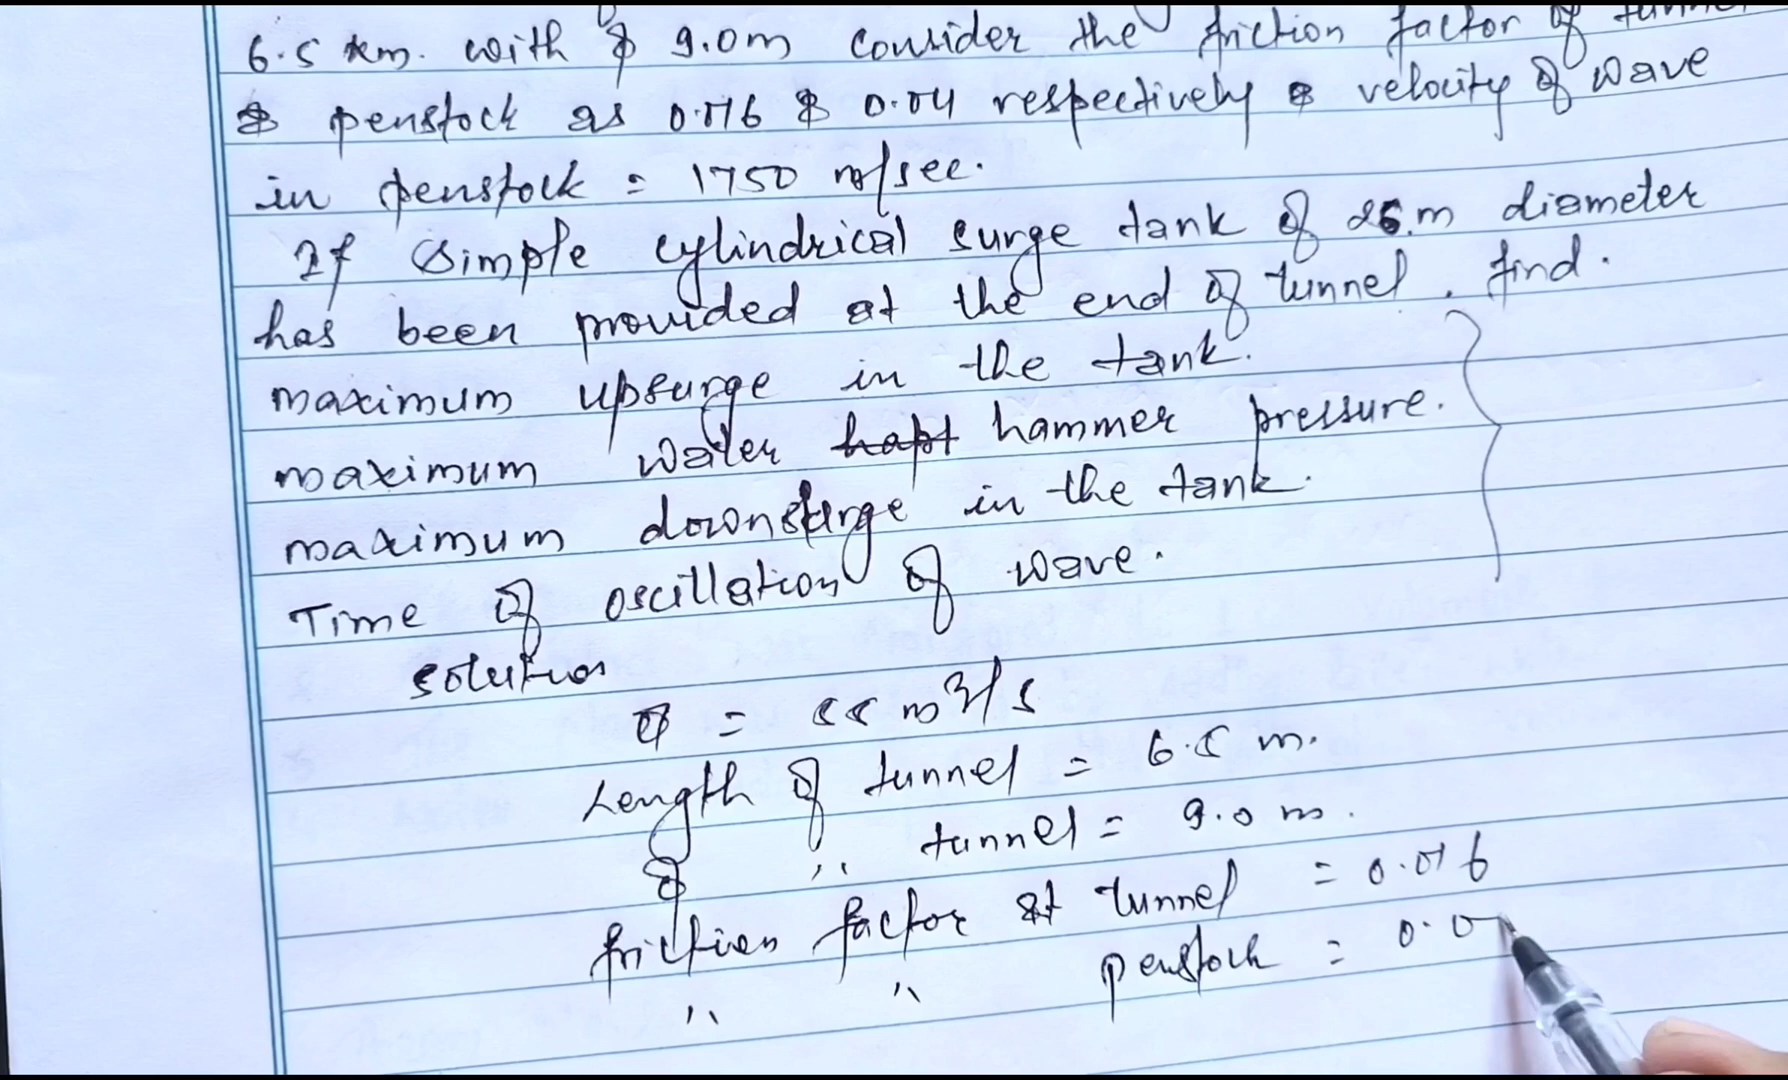 6.5 km. with φ 9.0m consider the friction factor of tunnel
& penstock as 0.016 & 0.04 respectively & velocity of wave
in penstock = 1750 m/sec.
If simple cylindrical surge tank of 25.m diameter
has been provided at the end of tunnel. find.
maximum upsurge in the tank.
maximum water hammer pressure.
maximum downsurge in the tank.
Time of oscillation of wave.
solution
Q = 55 m3/s
Length of tunnel = 6.5 m.
φ " tunnel = 9.0 m.
friction factor at tunnel = 0.016
" " penstock = 0.0